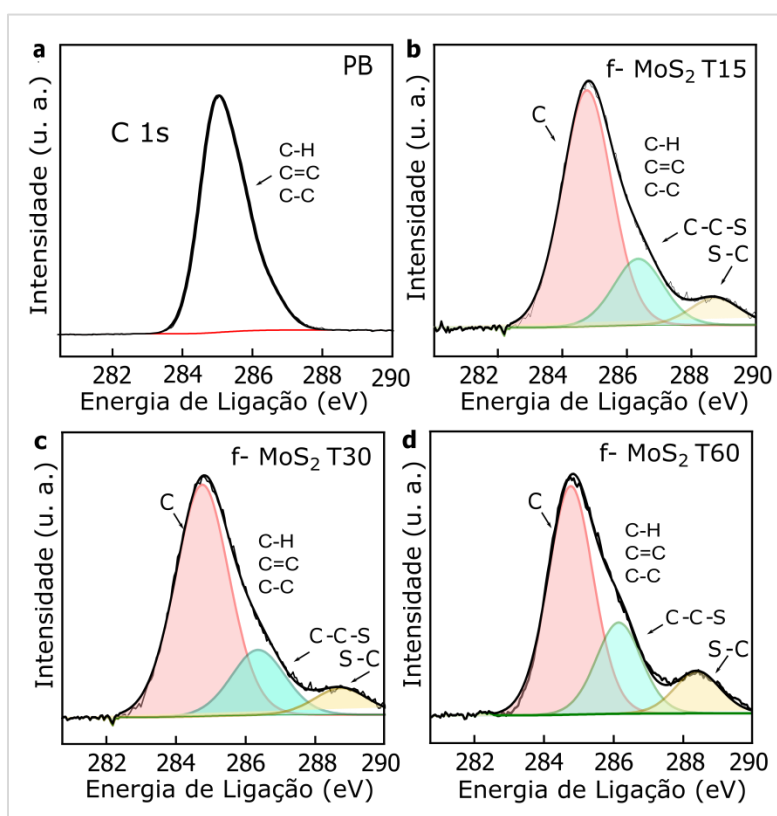 a
PB
C 1s
C-H
C=C
C-C
Intensidade (u. a.)
282 284 286 288 290
Energia de Ligação (eV)
b
f- MoS₂ T15
C
C-H
C=C
C-C
C-C-S
S-C
Intensidade (u. a.)
282 284 286 288 290
Energia de Ligação (eV)
c
f- MoS₂ T30
C
C-H
C=C
C-C
C-C-S
S-C
Intensidade (u. a.)
282 284 286 288 290
Energia de Ligação (eV)
d
f- MoS₂ T60
C
C-H
C=C
C-C
C-C-S
S-C
Intensidade (u. a.)
282 284 286 288 290
Energia de Ligação (eV)